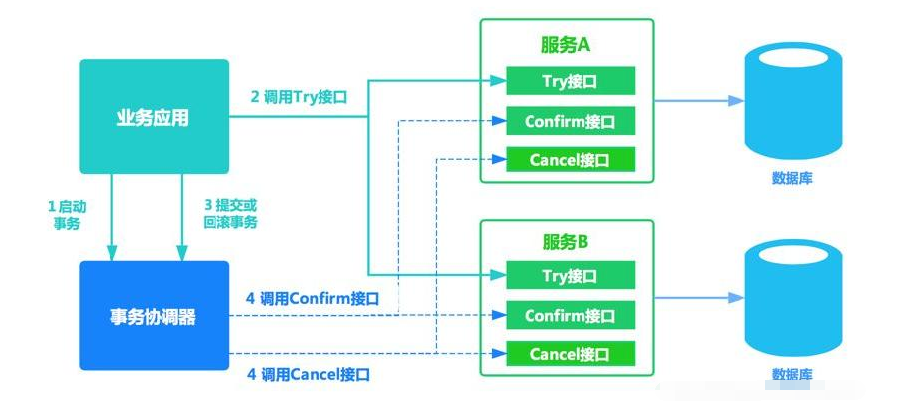 业务应用
1 启动
事务
3 提交或
回滚事务
事务协调器
2 调用Try接口
4 调用Confirm接口
4 调用Cancel接口
服务A
Try接口
Confirm接口
Cancel接口
数据库
服务B
Try接口
Confirm接口
Cancel接口
数据库